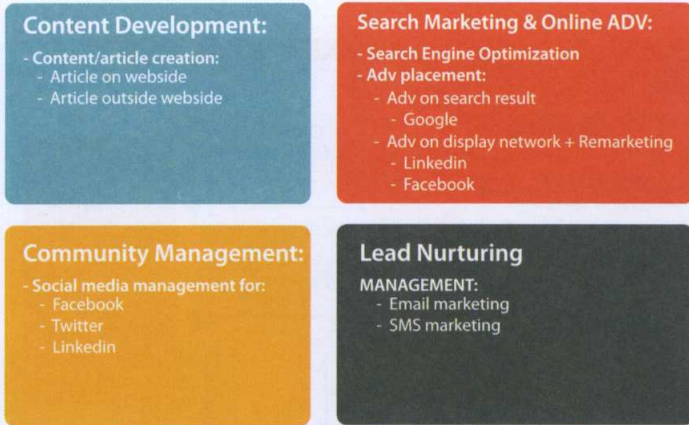 Content Development:
- Content/article creation:
- Article on webside
- Article outside webside
Search Marketing & Online ADV:
- Search Engine Optimization
- Adv placement:
- Adv on search result
- Google
- Adv on display network + Remarketing
- Linkedin
- Facebook
Community Management:
- Social media management for:
- Facebook
- Twitter
- Linkedin
Lead Nurturing
MANAGEMENT:
- Email marketing
- SMS marketing